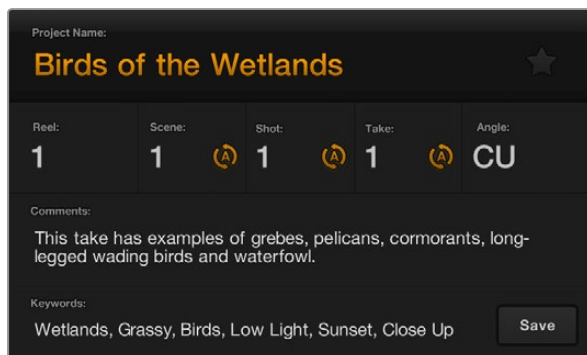 Project Name:
Birds of the Wetlands
Reel: Scene: Shot: Take: Angle:
1 1 A 1 A 1 A CU
Comments:
This take has examples of grebes, pelicans, cormorants, long-
legged wading birds and waterfowl.
Keywords:
Wetlands, Grassy, Birds, Low Light, Sunset, Close Up
Save